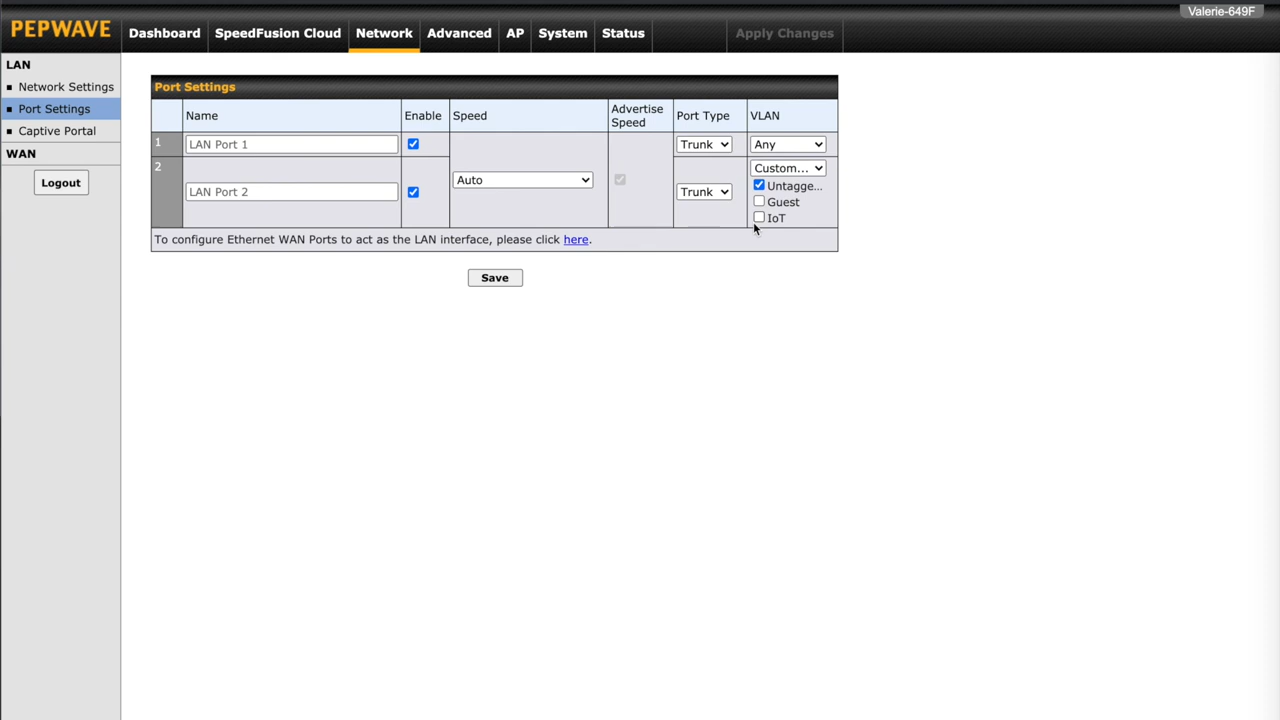 Valerie-649F
PEPWAVE Dashboard SpeedFusion Cloud Network Advanced AP System Status Apply Changes
LAN
Network Settings
Port Settings
Captive Portal
WAN
Logout
Port Settings
Name Enable Speed Advertise Speed Port Type VLAN
1 LAN Port 1 Trunk Any
2 LAN Port 2 Auto Trunk Custom...
Untagge...
Guest
IoT
To configure Ethernet WAN Ports to act as the LAN interface, please click here.
Save